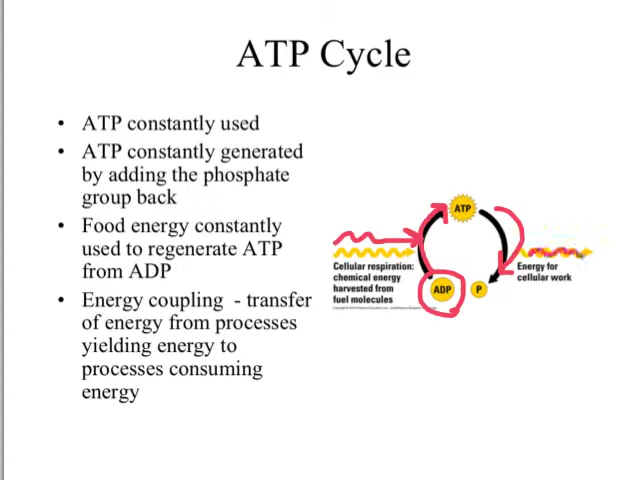 ATP Cycle
• ATP constantly used
• ATP constantly generated
by adding the phosphate
group back
• Food energy constantly
used to regenerate ATP
from ADP
• Energy coupling - transfer
of energy from processes
yielding energy to
processes consuming
energy
ATP
Cellular respiration:
chemical energy
harvested from
fuel molecules
ADP
P
Energy for
cellular work